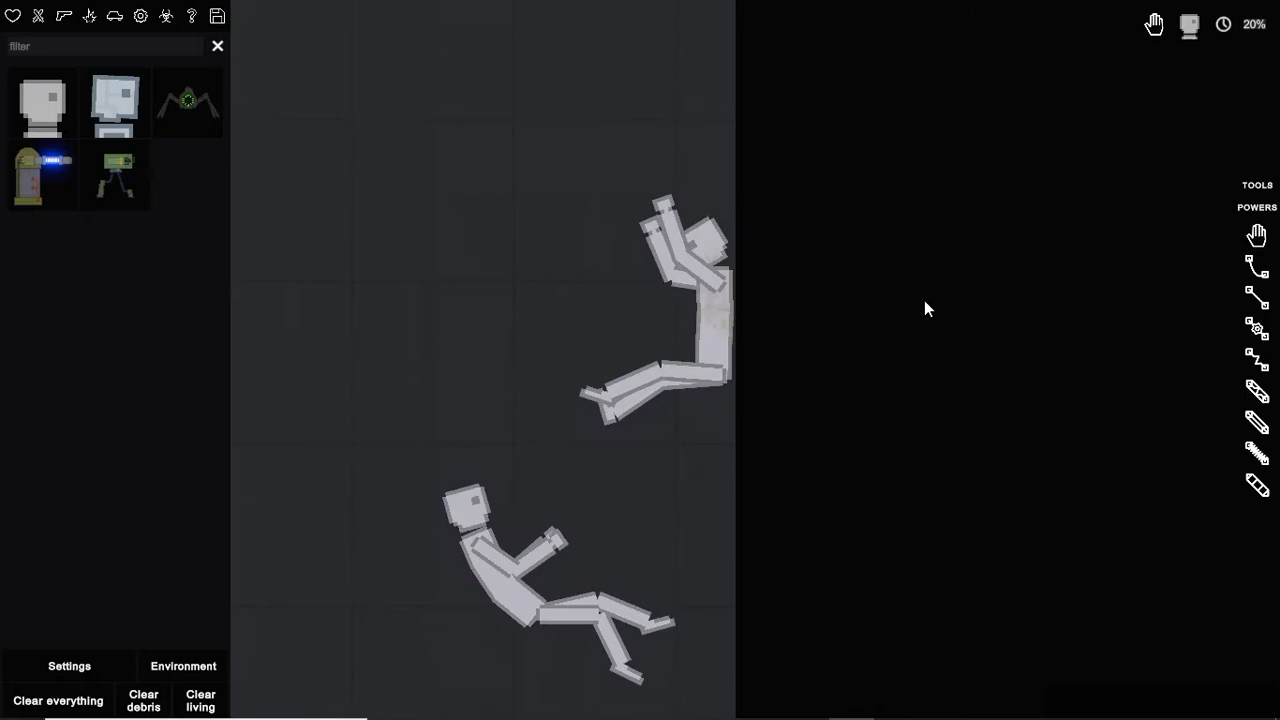 20%
filter
TOOLS
POWERS
Settings
Environment
Clear everything
Clear debris
Clear living